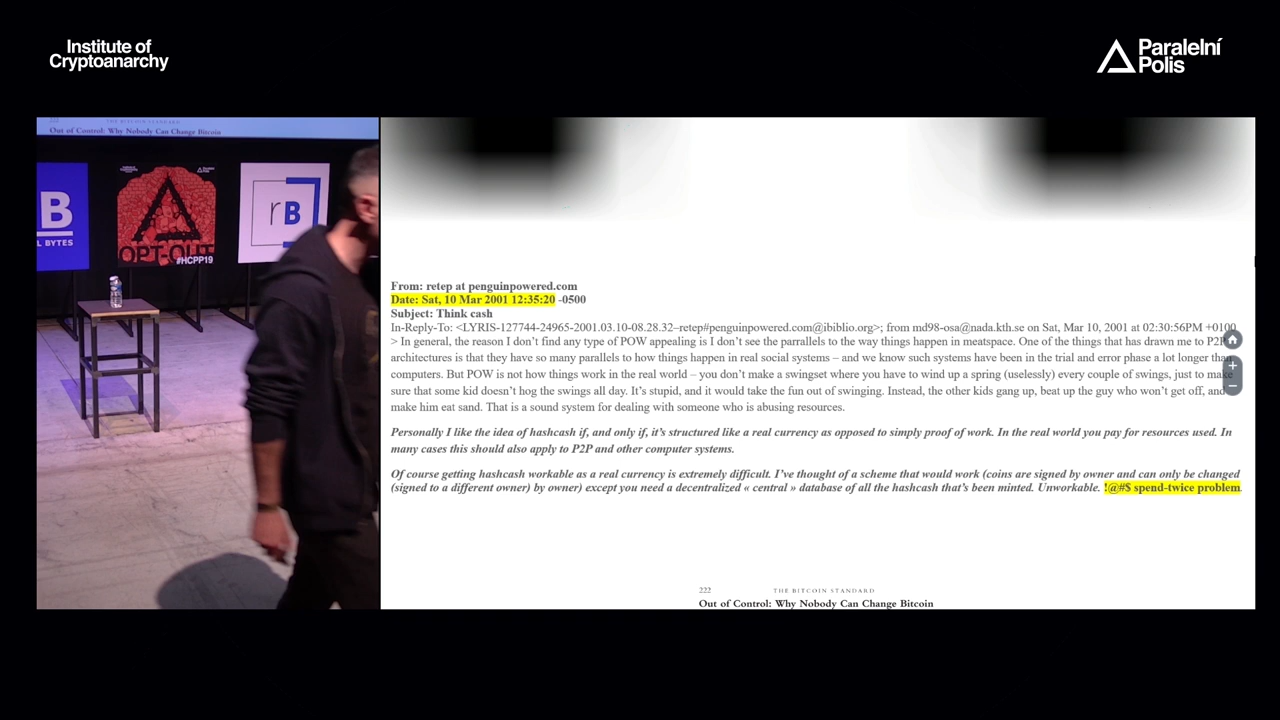 Institute of
Cryptoanarchy
Paralelní
Polis
222 THE BITCOIN STANDARD
Out of Control: Why Nobody Can Change Bitcoin
B
L BYTES
OPT-OUT
#HCPP19
rB
From: retep at penguinpowered.com
Date: Sat, 10 Mar 2001 12:35:20 -0500
Subject: Think cash
In-Reply-To: <LYRIS-127744-24965-2001.03.10-08.28.32–retep#penguinpowered.com@ibiblio.org>; from md98-osa@nada.kth.se on Sat, Mar 10, 2001 at 02:30:56PM +0100
> In general, the reason I don't find any type of POW appealing is I don't see the parrallels to the way things happen in meatspace. One of the things that has drawn me to P2P
architectures is that they have so many parallels to how things happen in real social systems – and we know such systems have been in the trial and error phase a lot longer than
computers. But POW is not how things work in the real world – you don't make a swingset where you have to wind up a spring (uselessly) every couple of swings, just to make
sure that some kid doesn't hog the swings all day. It's stupid, and it would take the fun out of swinging. Instead, the other kids gang up, beat up the guy who won't get off, and
make him eat sand. That is a sound system for dealing with someone who is abusing resources.
Personally I like the idea of hashcash if, and only if, it's structured like a real currency as opposed to simply proof of work. In the real world you pay for resources used. In
many cases this should also apply to P2P and other computer systems.
Of course getting hashcash workable as a real currency is extremely difficult. I've thought of a scheme that would work (coins are signed by owner and can only be changed
(signed to a different owner) by owner) except you need a decentralized « central » database of all the hashcash that's been minted. Unworkable. !@#$ spend-twice problem.
222 THE BITCOIN STANDARD
Out of Control: Why Nobody Can Change Bitcoin